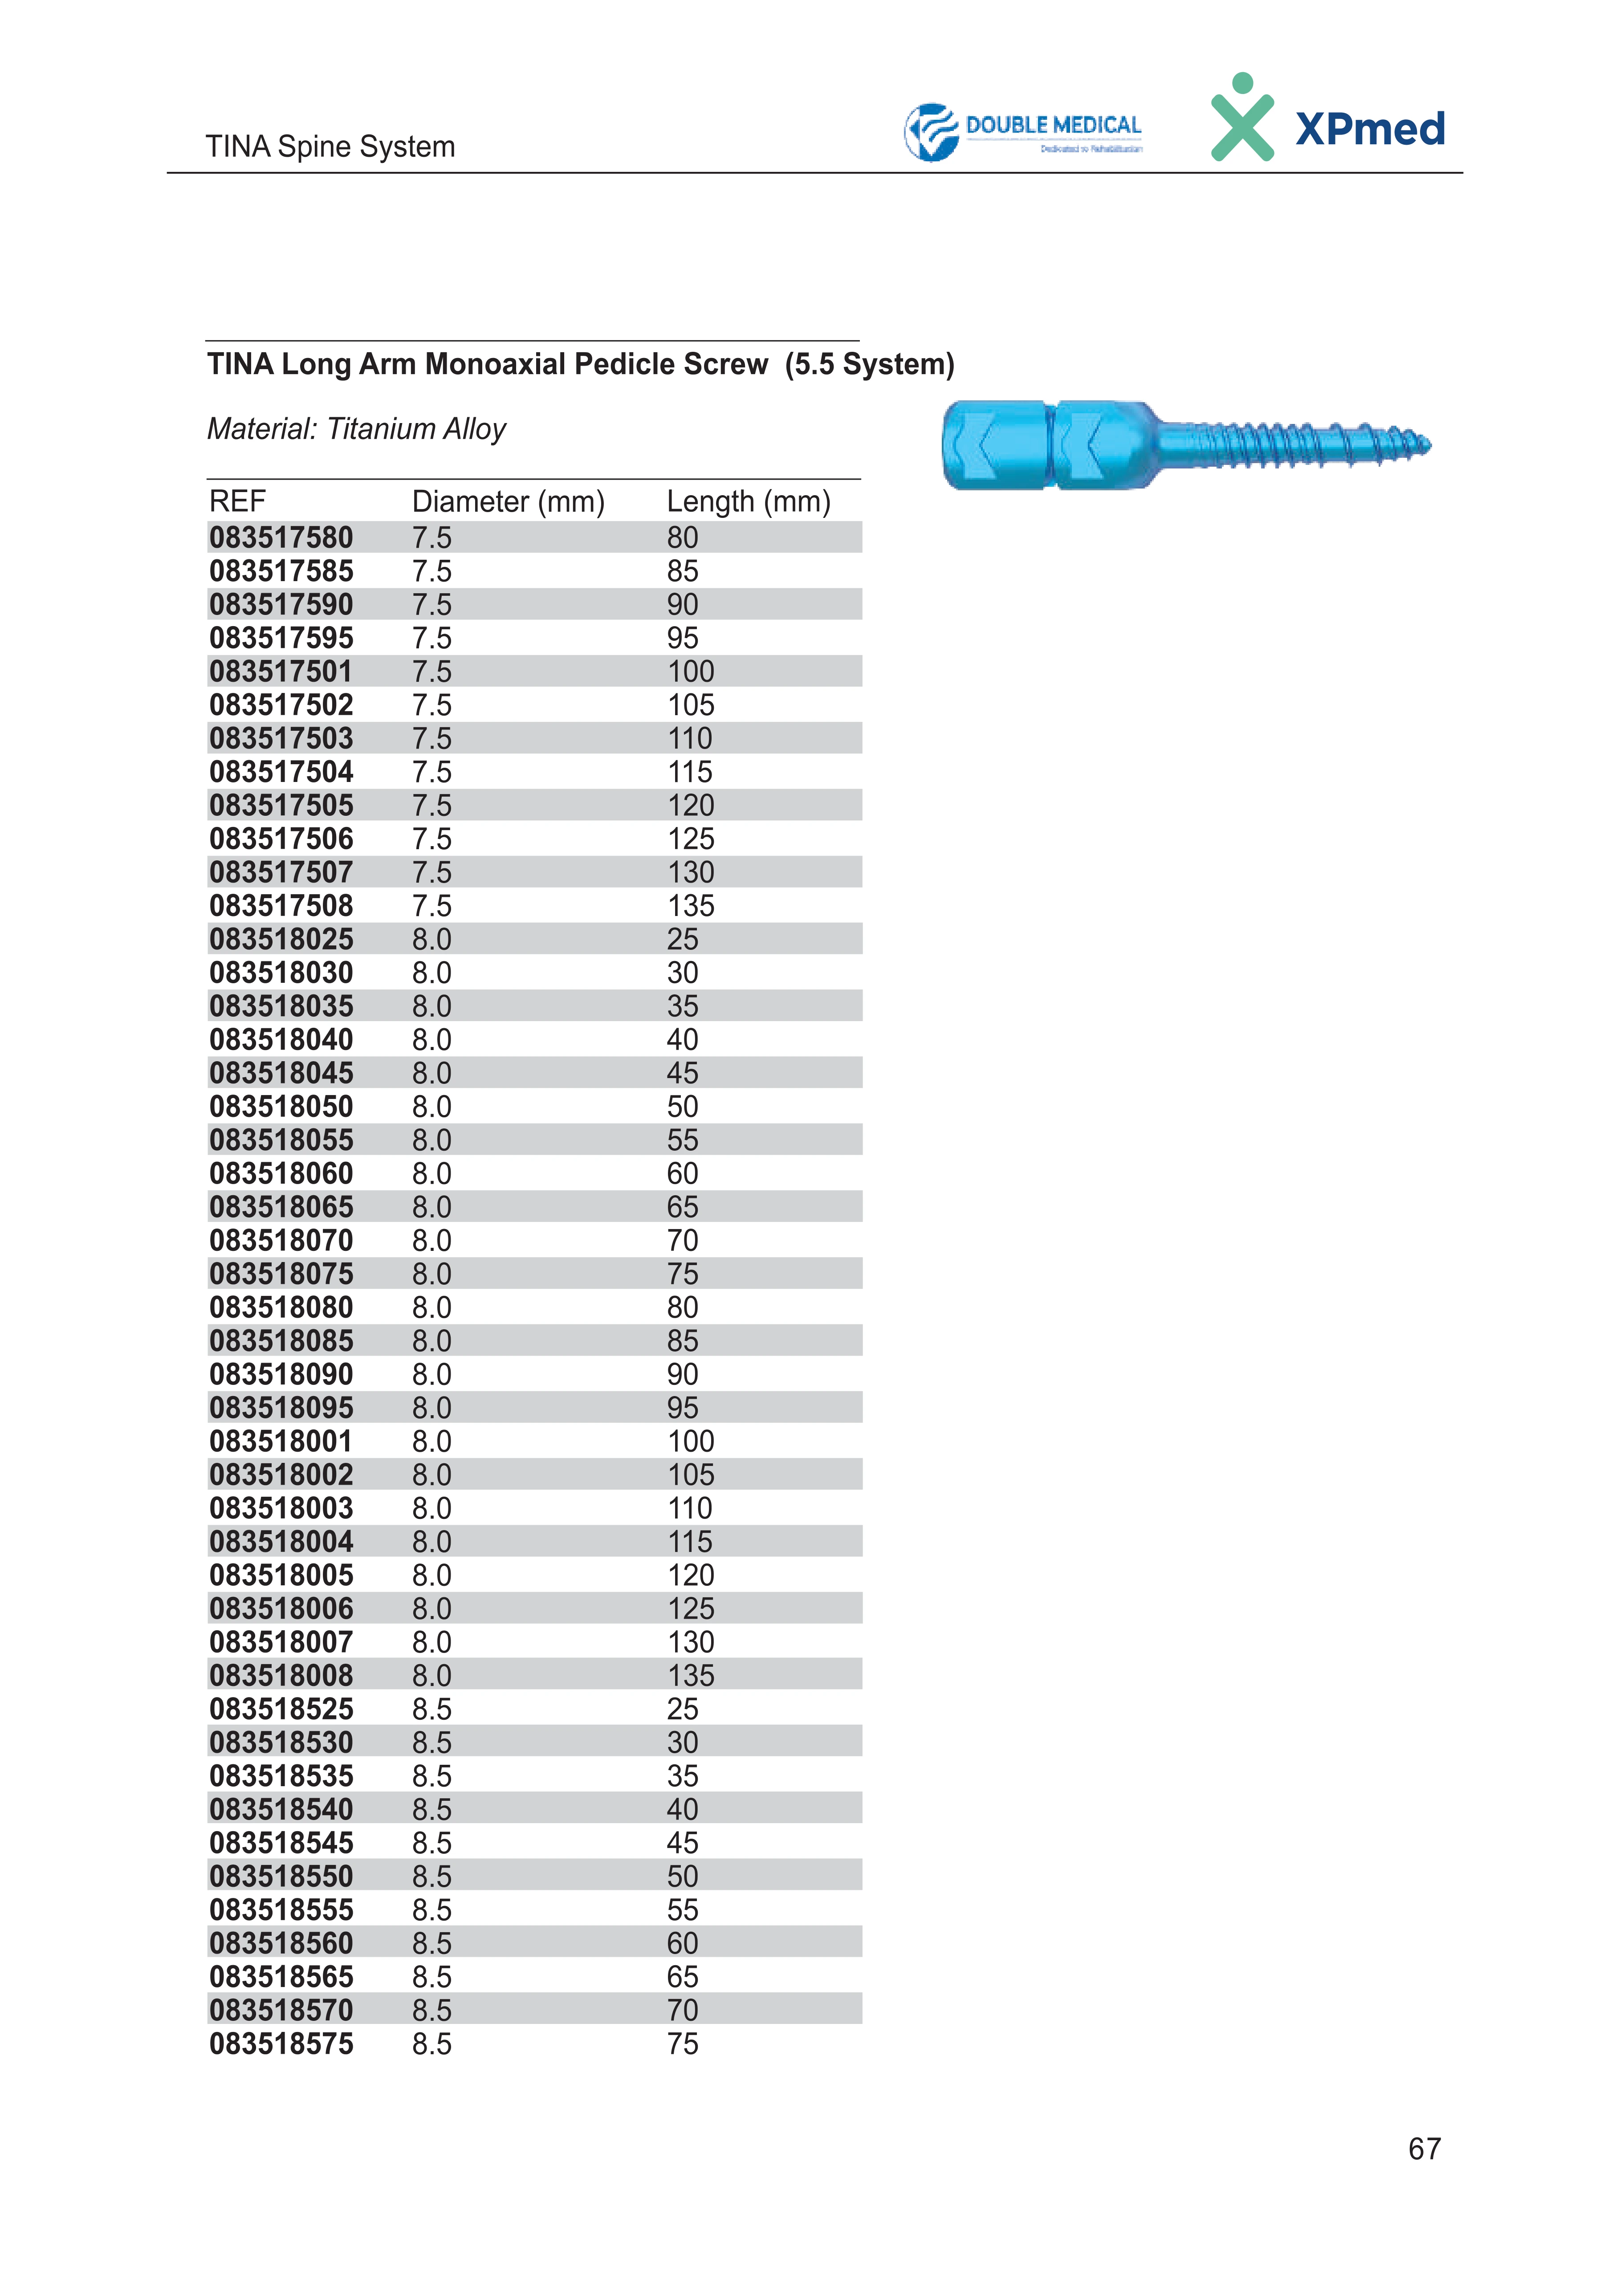 TINA Spine System
DOUBLE MEDICAL
Dedicated to Rehabilitation
XPmed
TINA Long Arm Monoaxial Pedicle Screw (5.5 System)
Material: Titanium Alloy
REF Diameter (mm) Length (mm)
083517580 7.5 80
083517585 7.5 85
083517590 7.5 90
083517595 7.5 95
083517501 7.5 100
083517502 7.5 105
083517503 7.5 110
083517504 7.5 115
083517505 7.5 120
083517506 7.5 125
083517507 7.5 130
083517508 7.5 135
083518025 8.0 25
083518030 8.0 30
083518035 8.0 35
083518040 8.0 40
083518045 8.0 45
083518050 8.0 50
083518055 8.0 55
083518060 8.0 60
083518065 8.0 65
083518070 8.0 70
083518075 8.0 75
083518080 8.0 80
083518085 8.0 85
083518090 8.0 90
083518095 8.0 95
083518001 8.0 100
083518002 8.0 105
083518003 8.0 110
083518004 8.0 115
083518005 8.0 120
083518006 8.0 125
083518007 8.0 130
083518008 8.0 135
083518525 8.5 25
083518530 8.5 30
083518535 8.5 35
083518540 8.5 40
083518545 8.5 45
083518550 8.5 50
083518555 8.5 55
083518560 8.5 60
083518565 8.5 65
083518570 8.5 70
083518575 8.5 75
67